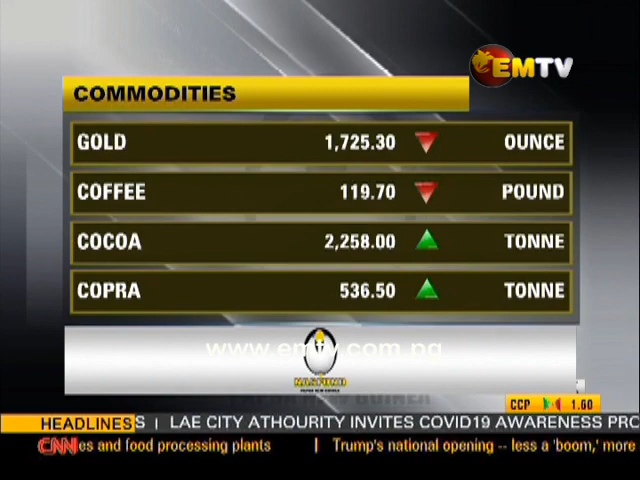 EMTV
COMMODITIES
GOLD 1,725.30 OUNCE
COFFEE 119.70 POUND
COCOA 2,258.00 TONNE
COPRA 536.50 TONNE
www.emtv.com.pg
NASFUND
CCP 1.60
HEADLINES S | LAE CITY ATHOURITY INVITES COVID19 AWARENESS PRO
CNN es and food processing plants | Trump's national opening -- less a 'boom,' more